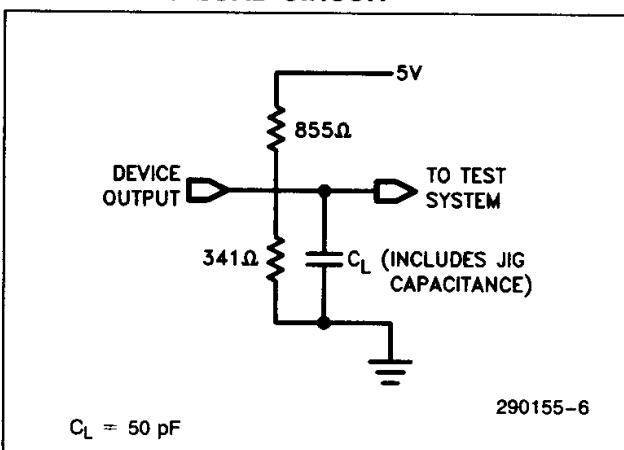 5V
855Ω
DEVICE
OUTPUT
TO TEST
SYSTEM
341Ω
C_L (INCLUDES JIG
CAPACITANCE)
290155-6
C_L = 50 pF